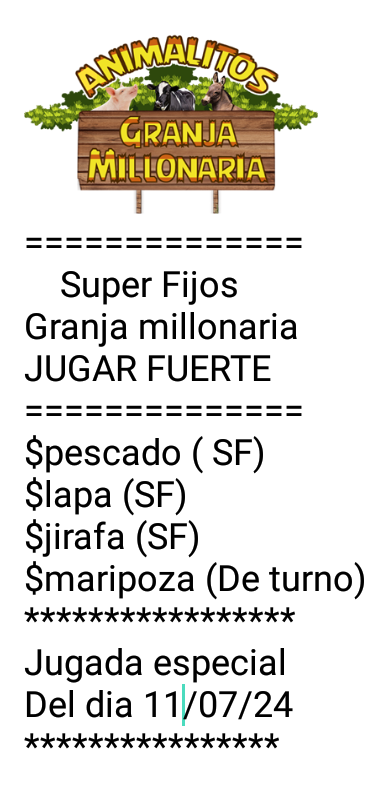 ANIMALITOS
GRANJA
MILLONARIA
==============
Super Fijos
Granja millonaria
JUGAR FUERTE
==============
$pescado ( SF)
$lapa (SF)
$jirafa (SF)
$maripoza (De turno)
*****************
Jugada especial
Del dia 11/07/24
****************